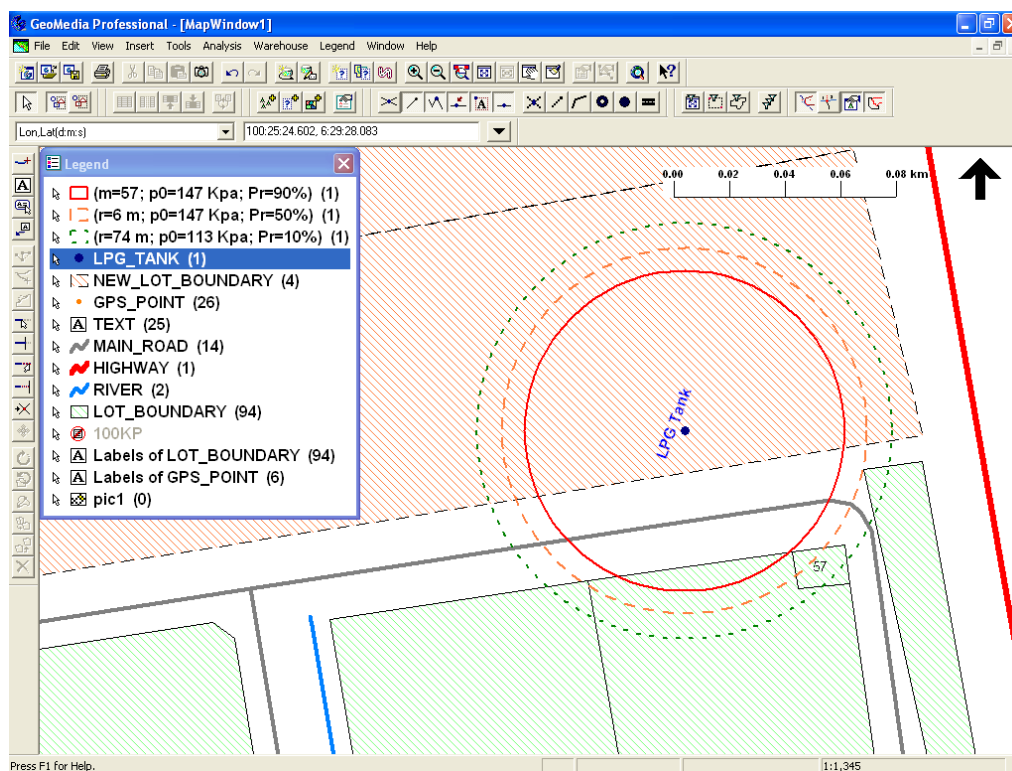 GeoMedia Professional - [MapWindow1]
File Edit View Insert Tools Analysis Warehouse Legend Window Help
Lon,Lat(d:m:s) 100:25:24.602, 6:29:28.083
Legend
(m=57; p0=147 Kpa; Pr=90%) (1)
(r=6 m; p0=147 Kpa; Pr=50%) (1)
(r=74 m; p0=113 Kpa; Pr=10%) (1)
LPG_TANK (1)
NEW_LOT_BOUNDARY (4)
GPS_POINT (26)
A TEXT (25)
MAIN_ROAD (14)
HIGHWAY (1)
RIVER (2)
LOT_BOUNDARY (94)
100KP
A Labels of LOT_BOUNDARY (94)
A Labels of GPS_POINT (6)
pic1 (0)
0.00 0.02 0.04 0.06 0.08 km
LPG Tank
57
Press F1 for Help. 1:1,345